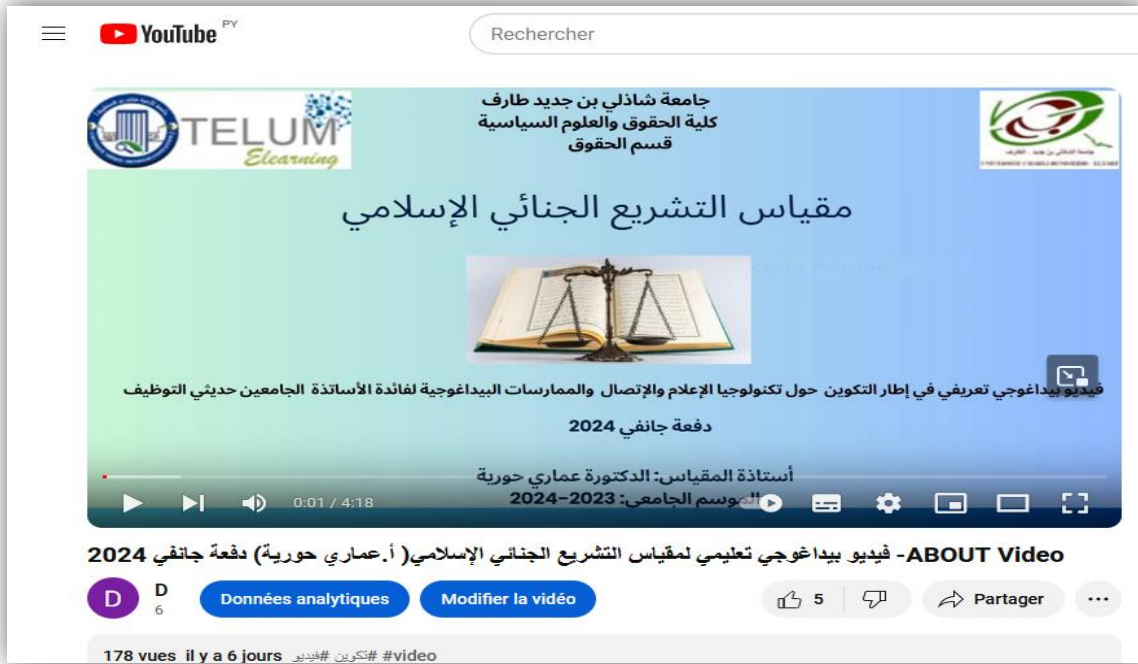 YouTube PY
Rechercher
TELUM
Elearning
جامعة شاذلي بن جديد طارف
كلية الحقوق والعلوم السياسية
قسم الحقوق
مقياس التشريع الجنائي الإسلامي
فيديو بيداغوجي تعريفي في إطار التكوين حول تكنولوجيا الإعلام والإتصال والممارسات البيداغوجية لفائدة الأساتذة الجامعين حديثي التوظيف
دفعة جانفي 2024
أستاذة المقياس: الدكتورة عماري حورية
الموسم الجامعي: 2023-2024
0:01 / 4:18
ABOUT Video- فيديو بيداغوجي تعليمي لمقياس التشريع الجنائي الإسلامي( أ.عماري حورية) دفعة جانفي 2024
D
D
6
Données analytiques
Modifier la vidéo
5
Partager
178 vues il y a 6 jours #تكوين #فيديو #video